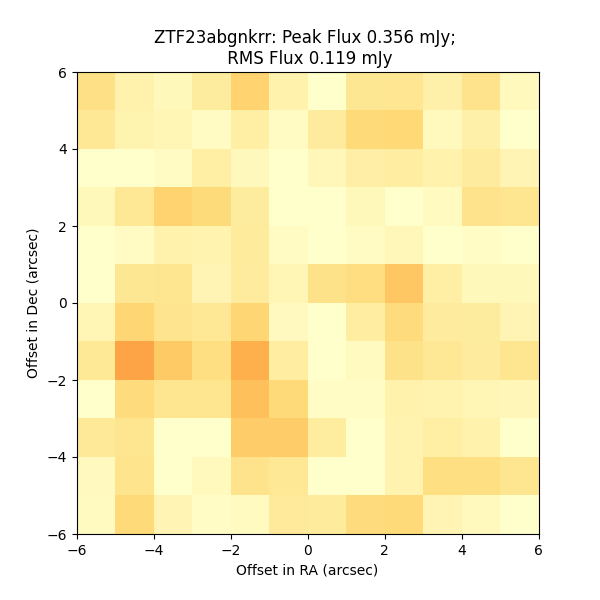 ZTF23abgnkrr: Peak Flux 0.356 mJy;
RMS Flux 0.119 mJy
6
4
2
0
−2
−4
−6
Offset in Dec (arcsec)
−6 −4 −2 0 2 4 6
Offset in RA (arcsec)